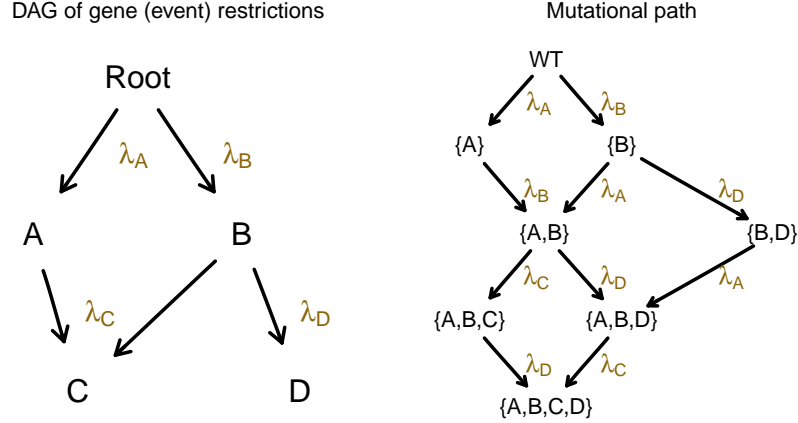 DAG of gene (event) restrictions
Root
λA
λB
A
B
λC
λD
C
D
Mutational path
WT
λA
λB
{A}
{B}
λB
λA
λD
{A,B}
{B,D}
λC
λD
λA
{A,B,C}
{A,B,D}
λD
λC
{A,B,C,D}